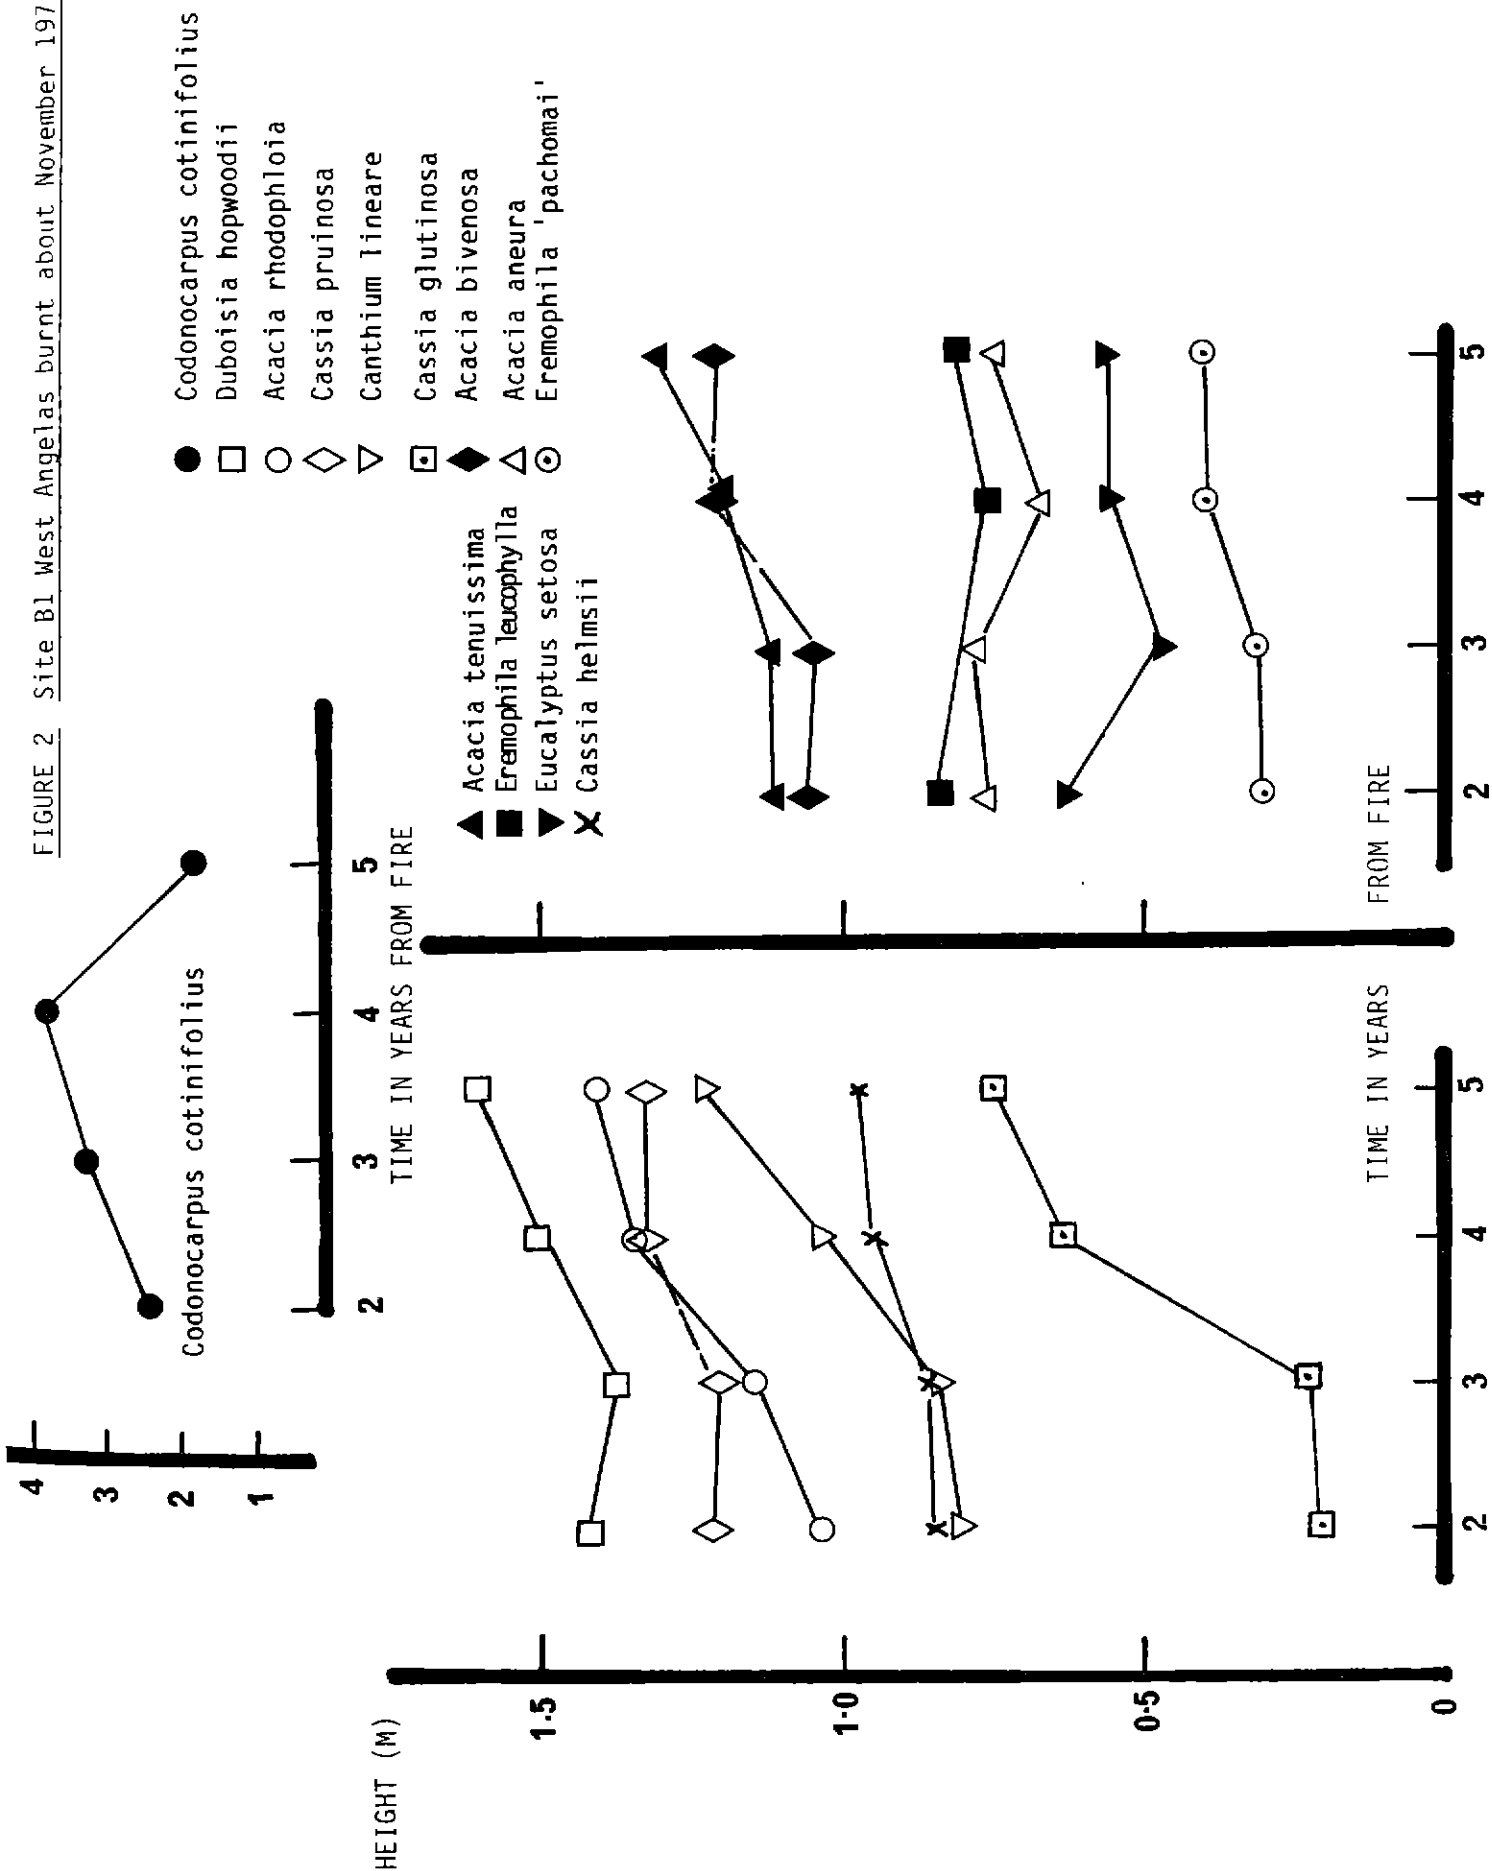 FIGURE 2 Site B1 West Angelas burnt about November 197
4
3
2
1
Codonocarpus cotinifolius
2 3 4 5
TIME IN YEARS FROM FIRE
Codonocarpus cotinifolius
Duboisia hopwoodii
Acacia rhodophloia
Cassia pruinosa
Canthium lineare
Cassia glutinosa
Acacia bivenosa
Acacia aneura
Eremophila 'pachomai'
Acacia tenuissima
Eremophila leucophylla
Eucalyptus setosa
Cassia helmsii
HEIGHT (M)
1·5
1·0
0·5
0
TIME IN YEARS FROM FIRE
2 3 4 5
2 3 4 5